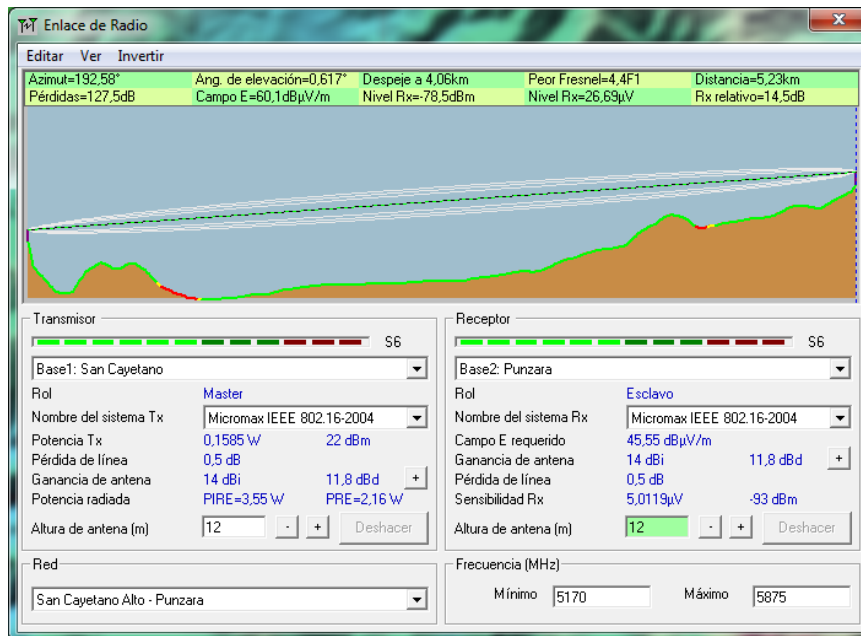 Enlace de Radio
Editar Ver Invertir
Azimut=192,58° Ang. de elevación=0,617° Despeje a 4,06km Peor Fresnel=4,4F1 Distancia=5,23km
Pérdidas=127,5dB Campo E=60,1dBµV/m Nivel Rx=-78,5dBm Nivel Rx=26,69µV Rx relativo=14,5dB
Transmisor
S6
Base1: San Cayetano
Rol Master
Nombre del sistema Tx Micromax IEEE 802.16-2004
Potencia Tx 0,1585 W 22 dBm
Pérdida de línea 0,5 dB
Ganancia de antena 14 dBi 11,8 dBd +
Potencia radiada PIRE=3,55 W PRE=2,16 W
Altura de antena (m) 12 - + Deshacer
Receptor
S6
Base2: Punzara
Rol Esclavo
Nombre del sistema Rx Micromax IEEE 802.16-2004
Campo E requerido 45,55 dBµV/m
Ganancia de antena 14 dBi 11,8 dBd +
Pérdida de línea 0,5 dB
Sensibilidad Rx 5,0119µV -93 dBm
Altura de antena (m) 12 - + Deshacer
Red
San Cayetano Alto - Punzara
Frecuencia (MHz)
Mínimo 5170 Máximo 5875